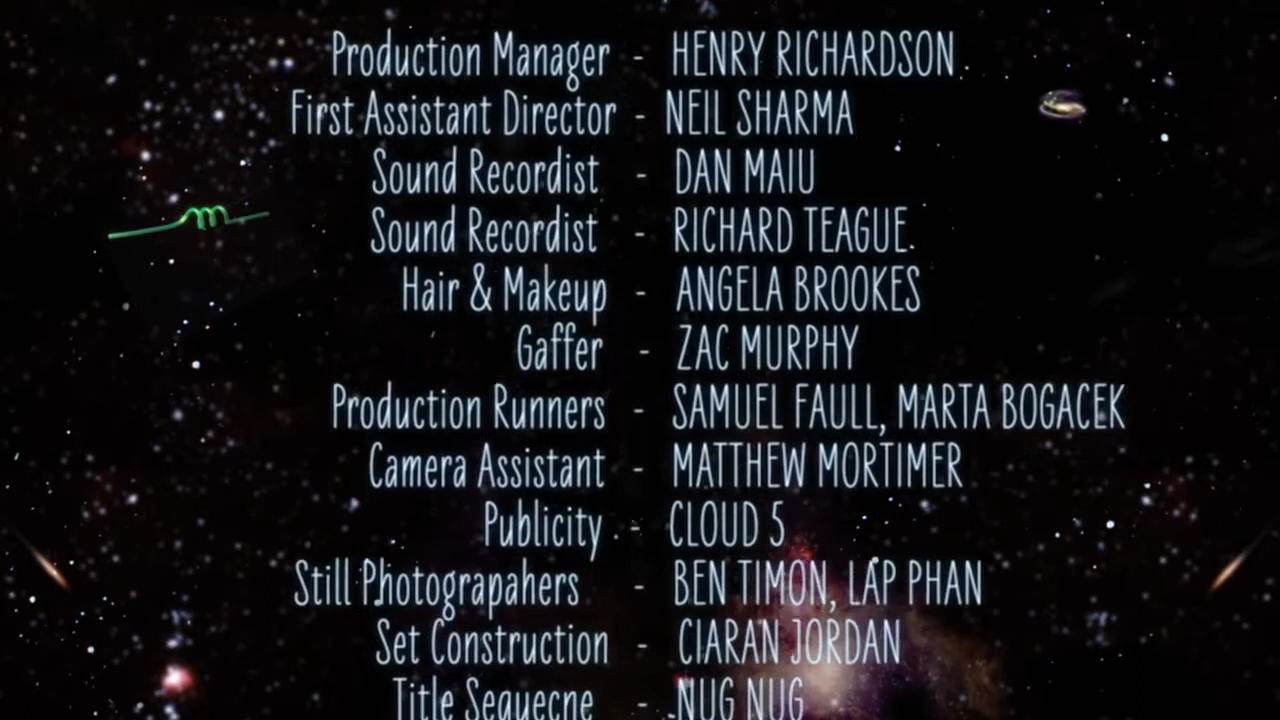 Production Manager - HENRY RICHARDSON
First Assistant Director - NEIL SHARMA
Sound Recordist - DAN MAIU
Sound Recordist - RICHARD TEAGUE
Hair & Makeup - ANGELA BROOKES
Gaffer - ZAC MURPHY
Production Runners - SAMUEL FAULL, MARTA BOGACEK
Camera Assistant - MATTHEW MORTIMER
Publicity - CLOUD 5
Still Photograpahers - BEN TIMON, LAP PHAN
Set Construction - CIARAN JORDAN
Title Sequecne - NUG NUG